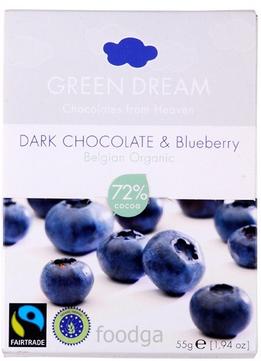 GREEN DREAM
Chocolates from Heaven
DARK CHOCOLATE & Blueberry
Belgian Organic
72%
cocoa
FAIRTRADE
foodga
55g e [1.94 oz]